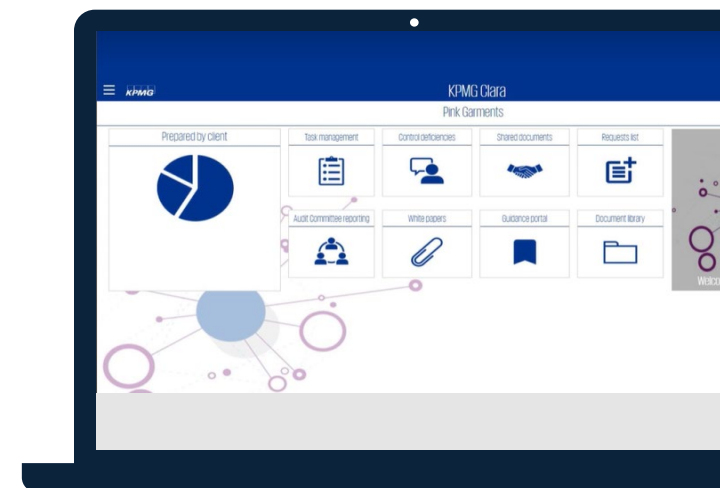 KPMG
KPMG Clara
Pink Garments
Prepared by client
Task management
Control deficiencies
Shared documents
Requests list
Audit Committee reporting
White papers
Guidance portal
Document library